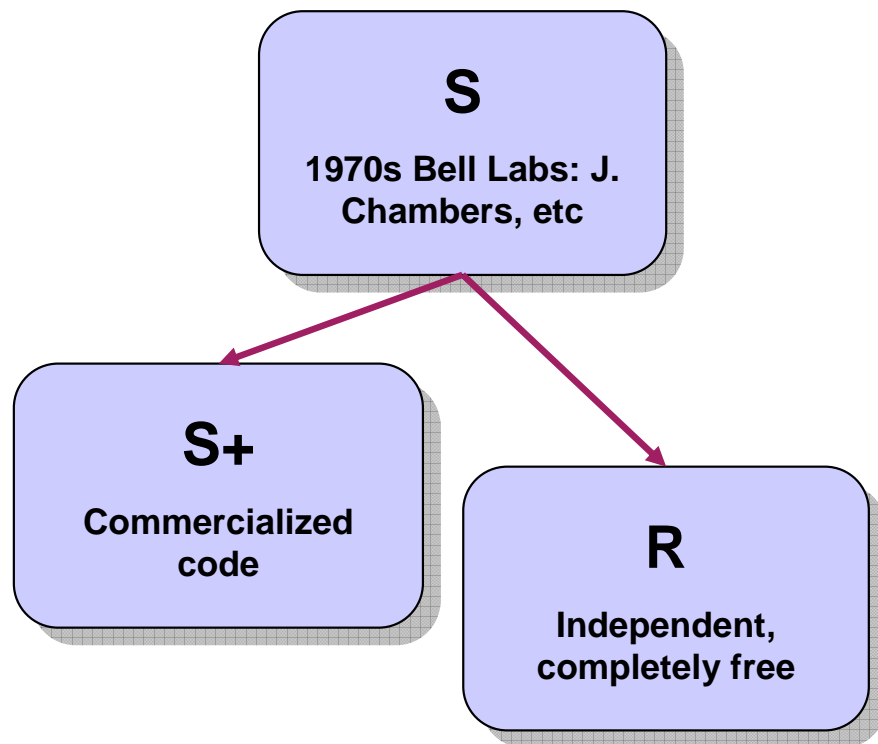 S
1970s Bell Labs: J.
Chambers, etc
S+
Commercialized
code
R
Independent,
completely free